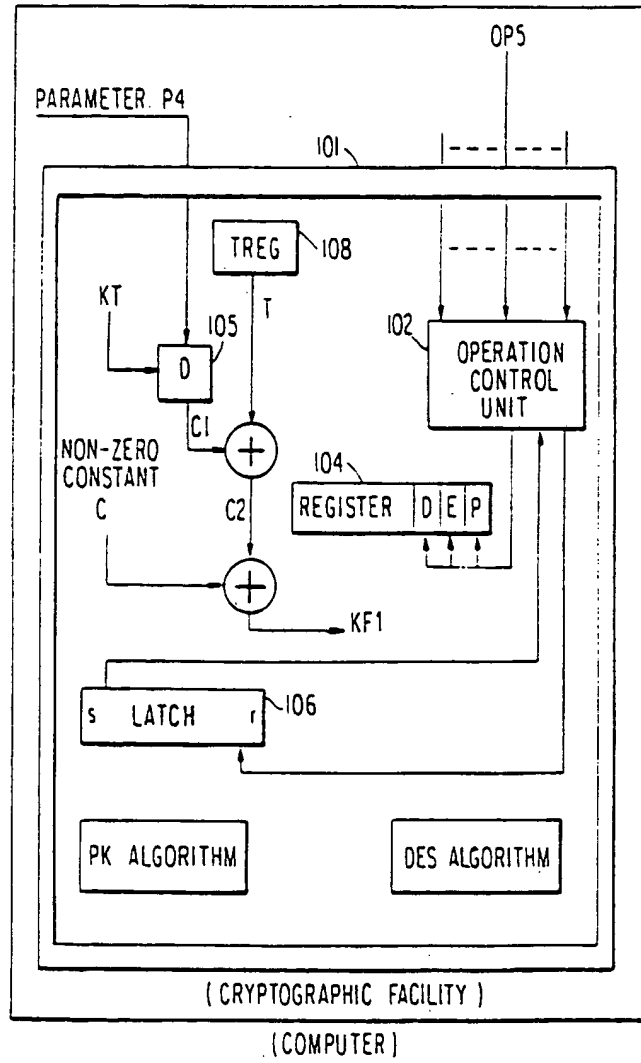 OP5
PARAMETER. P4
101
TREG
108
KT
105
T
102
OPERATION
CONTROL
UNIT
D
C1
NON-ZERO
CONSTANT
C
104
C2
REGISTER D E P
KF1
s LATCH r
106
PK ALGORITHM
DES ALGORITHM
(CRYPTOGRAPHIC FACILITY)
(COMPUTER)